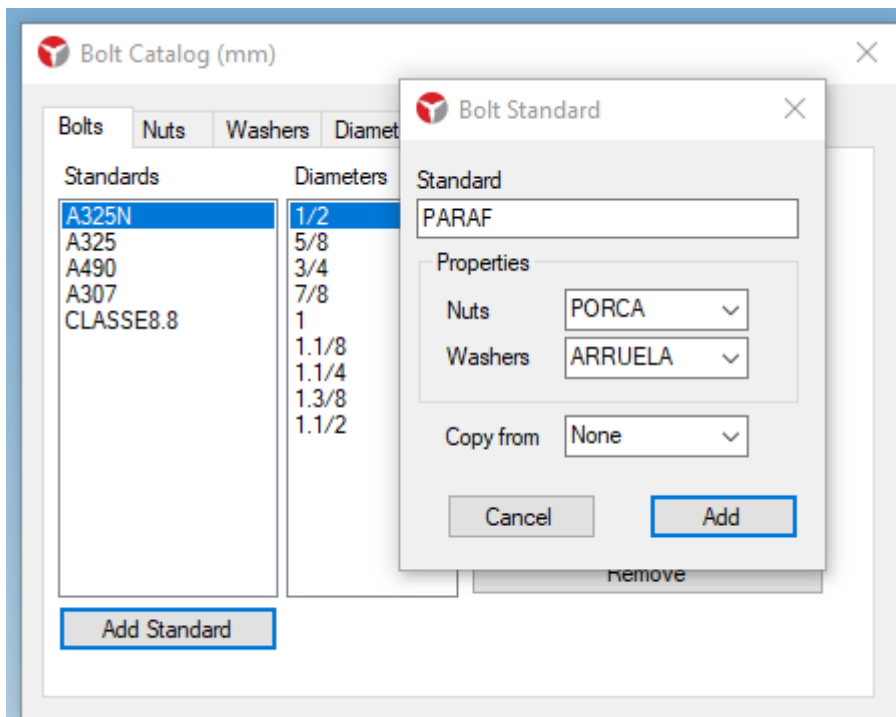 Bolt Catalog (mm)
Bolts
Nuts
Washers
Diamet
Standards
Diameters
A325N
A325
A490
A307
CLASSE8.8
1/2
5/8
3/4
7/8
1
1.1/8
1.1/4
1.3/8
1.1/2
Add Standard
Remove
Bolt Standard
Standard
PARAF
Properties
Nuts
PORCA
Washers
ARRUELA
Copy from
None
Cancel
Add